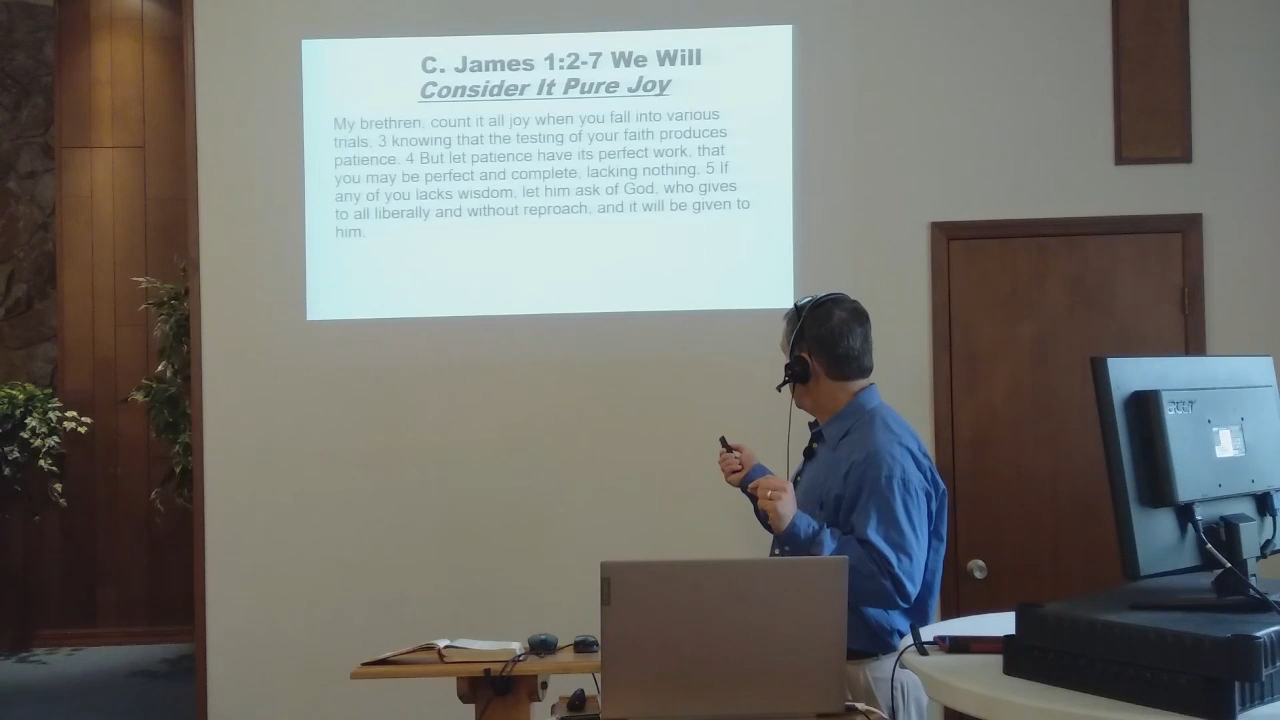 C. James 1:2-7 We Will
Consider It Pure Joy
My brethren, count it all joy when you fall into various
trials, 3 knowing that the testing of your faith produces
patience. 4 But let patience have its perfect work, that
you may be perfect and complete, lacking nothing. 5 If
any of you lacks wisdom, let him ask of God, who gives
to all liberally and without reproach, and it will be given to
him.
acer